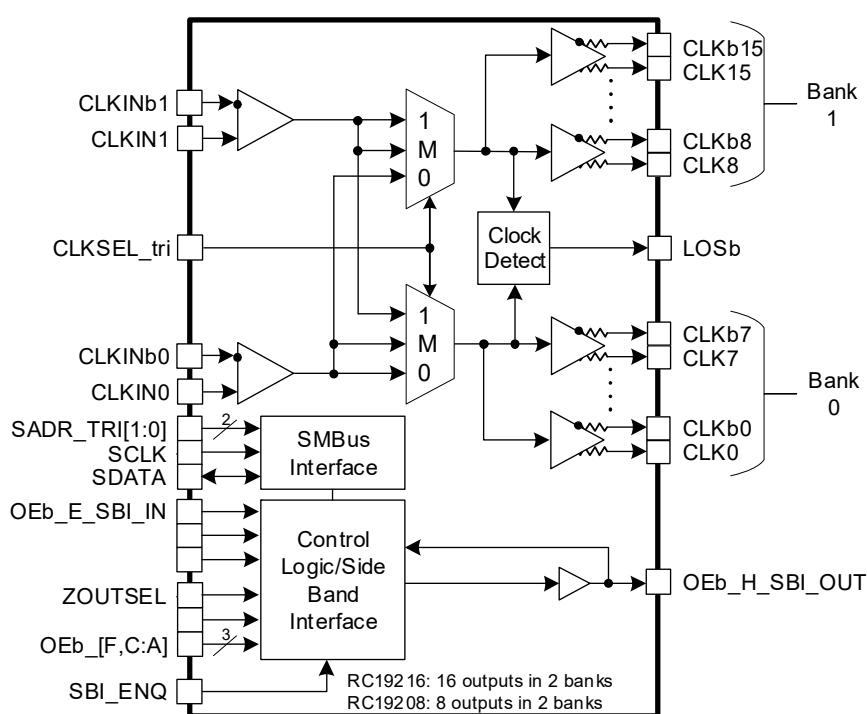 CLKb15
CLK15
CLKb8
CLK8
Bank
1
CLKINb1
CLKIN1
1
M
0
CLKSEL_tri
Clock
Detect
LOSb
1
M
0
CLKINb0
CLKIN0
CLKb7
CLK7
CLKb0
CLK0
Bank
0
SADR_TRI[1:0]
2
SCLK
SDATA
SMBus
Interface
OEb_E_SBI_IN
ZOUTSEL
OEb_[F,C:A]
3
SBI_ENQ
Control
Logic/Side
Band
Interface
OEb_H_SBI_OUT
RC19216: 16 outputs in 2 banks
RC19208: 8 outputs in 2 banks